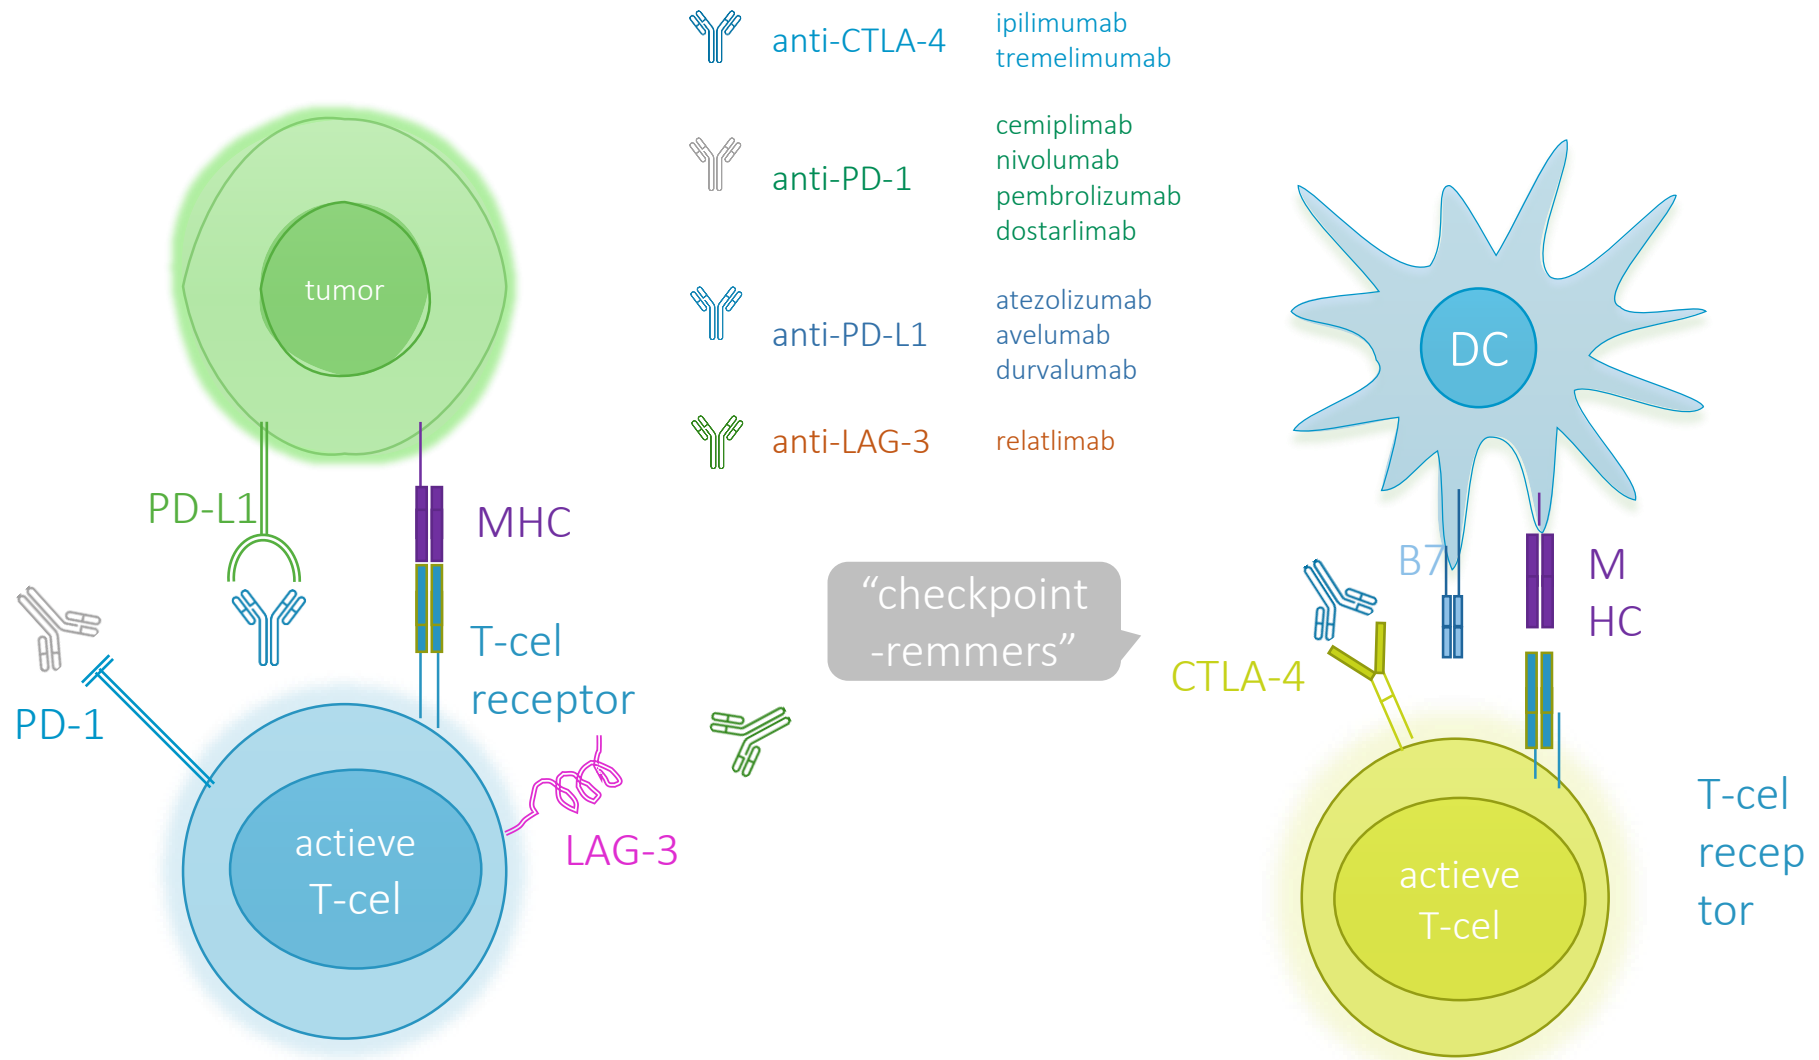 anti-CTLA-4
ipilimumab
tremelimumab
anti-PD-1
cemiplimab
nivolumab
pembrolizumab
dostarlimab
anti-PD-L1
atezolizumab
avelumab
durvalumab
anti-LAG-3
relatlimab
tumor
PD-L1
MHC
T-cel
receptor
PD-1
LAG-3
actieve
T-cel
“checkpoint
-remmers”
DC
B7
M
HC
CTLA-4
T-cel
recep
tor
actieve
T-cel